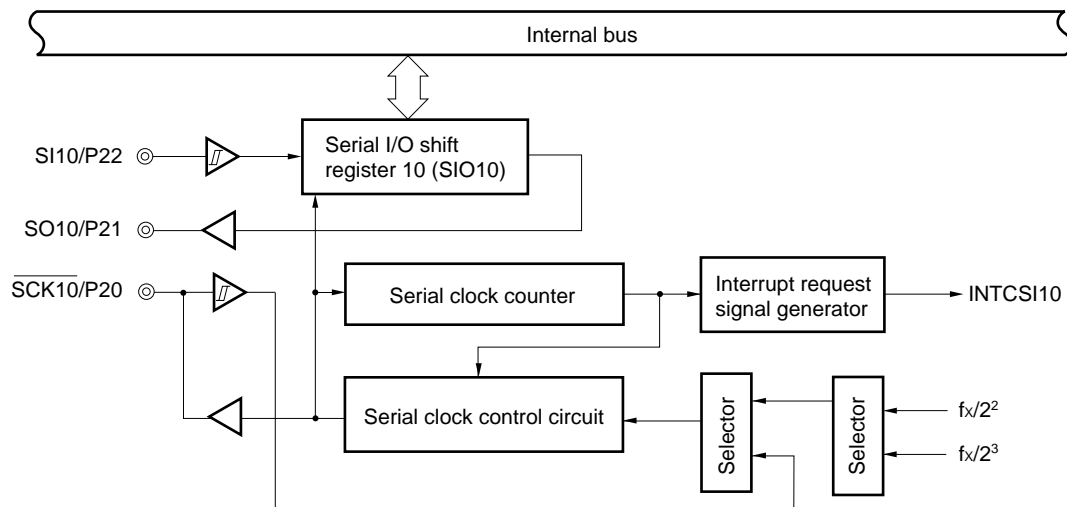 Internal bus
SI10/P22
Serial I/O shift
register 10 (SIO10)
SO10/P21
SCK10/P20
Serial clock counter
Interrupt request
signal generator
INTCSI10
Serial clock control circuit
Selector
Selector
fx/2²
fx/2³